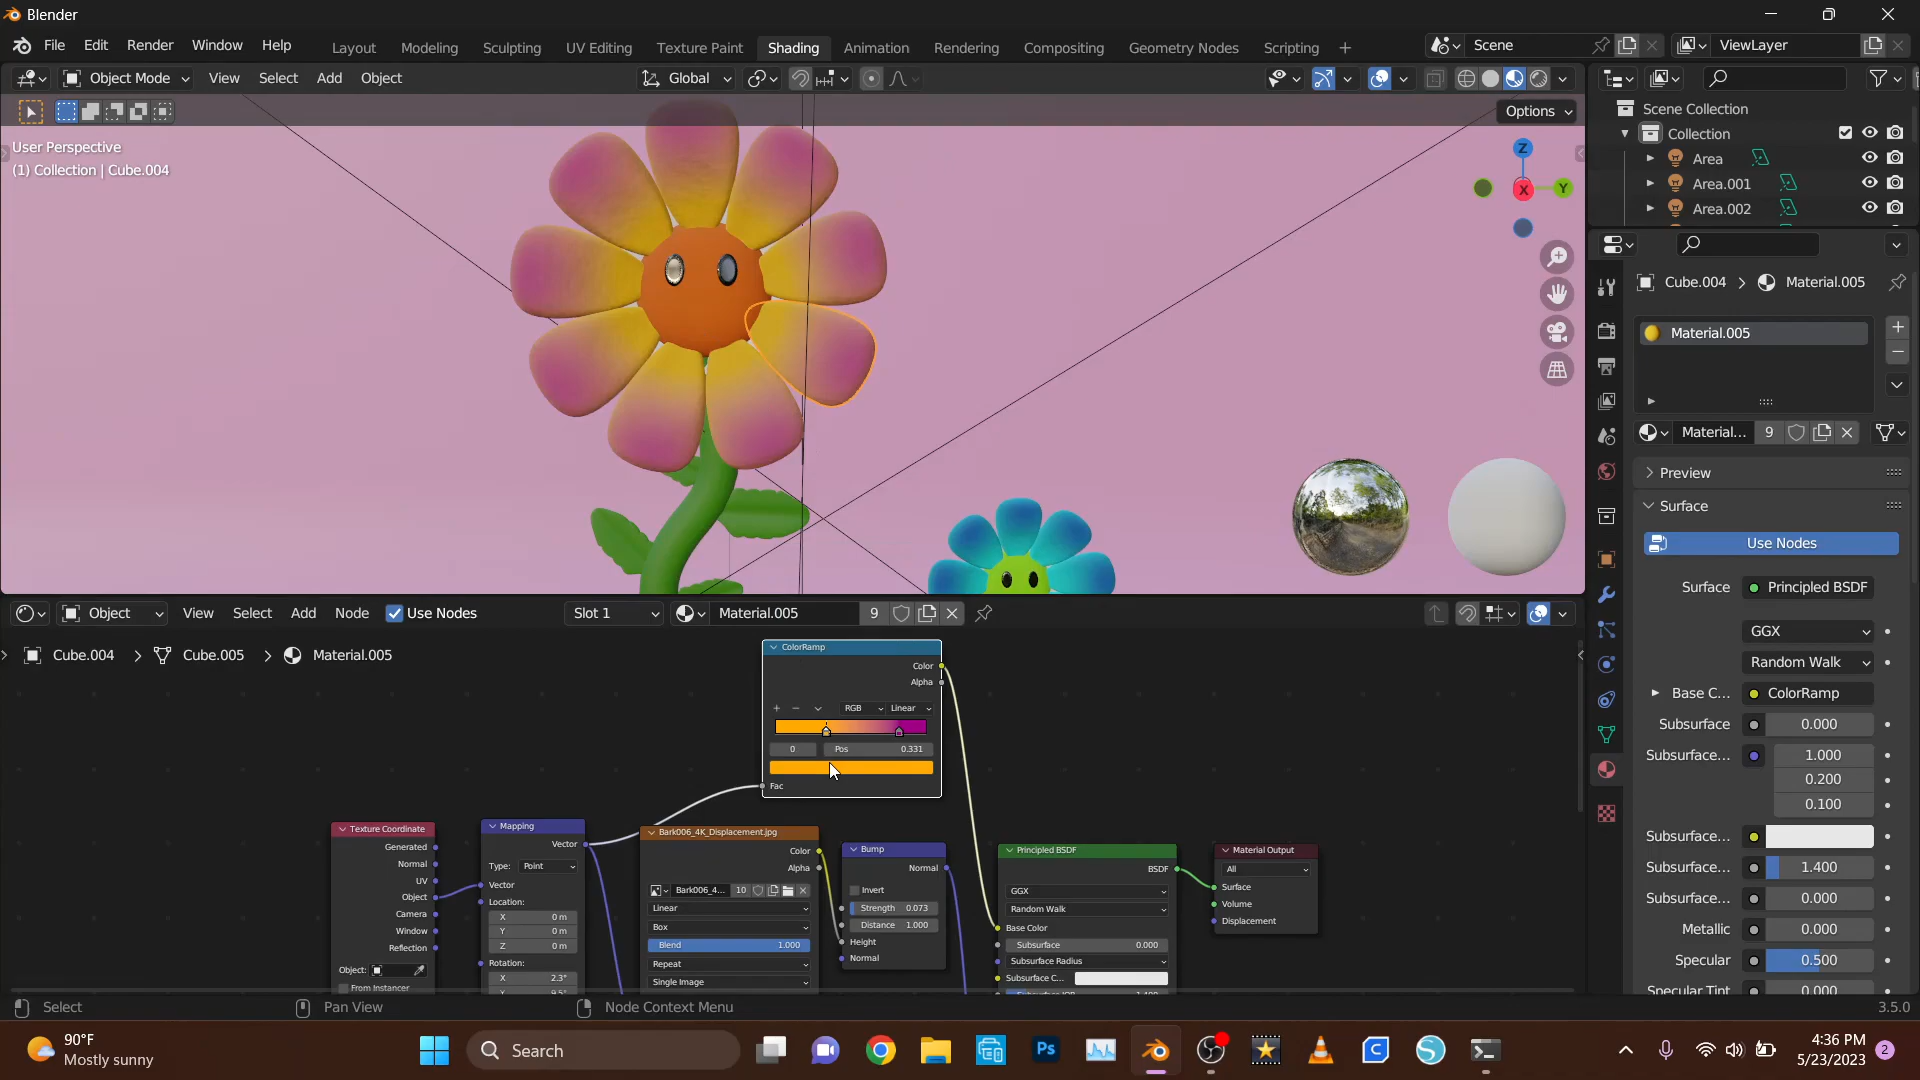 Blender
File Edit Render Window Help Layout Modeling Sculpting UV Editing Texture Paint Shading Animation Rendering Compositing Geometry Nodes Scripting + Scene ViewLayer
Object Mode View Select Add Object Global
Options
User Perspective
(1) Collection | Cube.004
Z
X
Y
Scene Collection
Collection
Area
Area.001
Area.002
Cube.004 > Material.005
Material.005
Material... 9
Preview
Surface
Use Nodes
Surface Principled BSDF
GGX
Random Walk
Base C... ColorRamp
Subsurface 0.000
Subsurface... 1.000
0.200
0.100
Subsurface...
Subsurface... 1.400
Subsurface... 0.000
Metallic 0.000
Specular 0.500
Specular Tint 0.000
Object View Select Add Node Use Nodes Slot 1 Material.005 9
Cube.004 > Cube.005 > Material.005
ColorRamp
Color
Alpha
+ − RGB Linear
0 Pos 0.331
Fac
Texture Coordinate
Generated
Normal
UV
Object
Camera
Window
Reflection
Object:
From Instancer
Mapping
Vector
Type: Point
Vector
Location:
X 0 m
Y 0 m
Z 0 m
Rotation:
X 2.3°
Y 9.5°
Bark006_4K_Displacement.jpg
Color
Alpha
Bark006_4... 10
Linear
Box
Blend 1.000
Repeat
Single Image
Bump
Normal
Invert
Strength 0.073
Distance 1.000
Height
Normal
Principled BSDF
BSDF
GGX
Random Walk
Base Color
Subsurface 0.000
Subsurface Radius
Subsurface C...
Subsurface IOR 1.400
Material Output
All
Surface
Volume
Displacement
Select Pan View Node Context Menu 3.5.0
90°F
Mostly sunny
Search
Ps
4:36 PM
5/23/2023
2